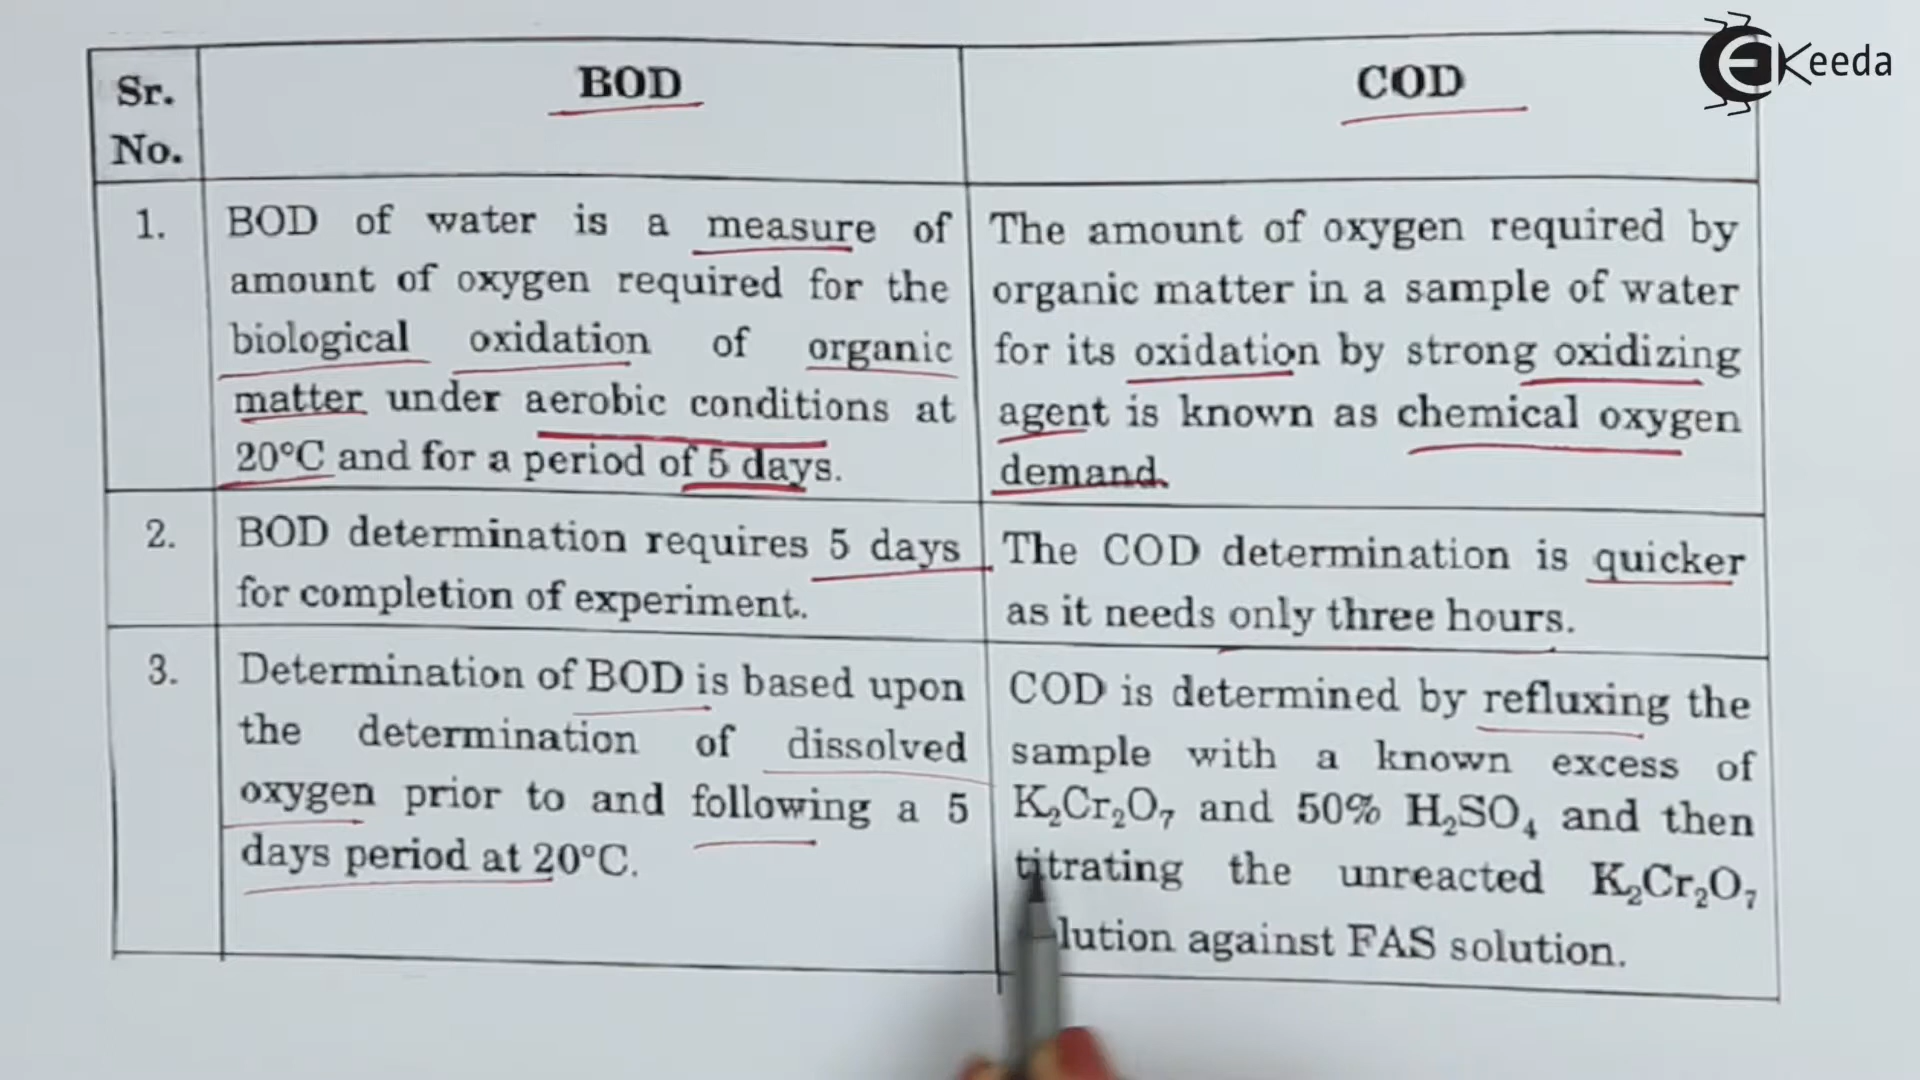 Keeda
Sr.
No.
BOD
COD
1.
BOD of water is a measure of
amount of oxygen required for the
biological oxidation of organic
matter under aerobic conditions at
20°C and for a period of 5 days.
The amount of oxygen required by
organic matter in a sample of water
for its oxidation by strong oxidizing
agent is known as chemical oxygen
demand.
2.
BOD determination requires 5 days
for completion of experiment.
The COD determination is quicker
as it needs only three hours.
3.
Determination of BOD is based upon
the determination of dissolved
oxygen prior to and following a 5
days period at 20°C.
COD is determined by refluxing the
sample with a known excess of
K₂Cr₂O₇ and 50% H₂SO₄ and then
titrating the unreacted K₂Cr₂O₇
lution against FAS solution.